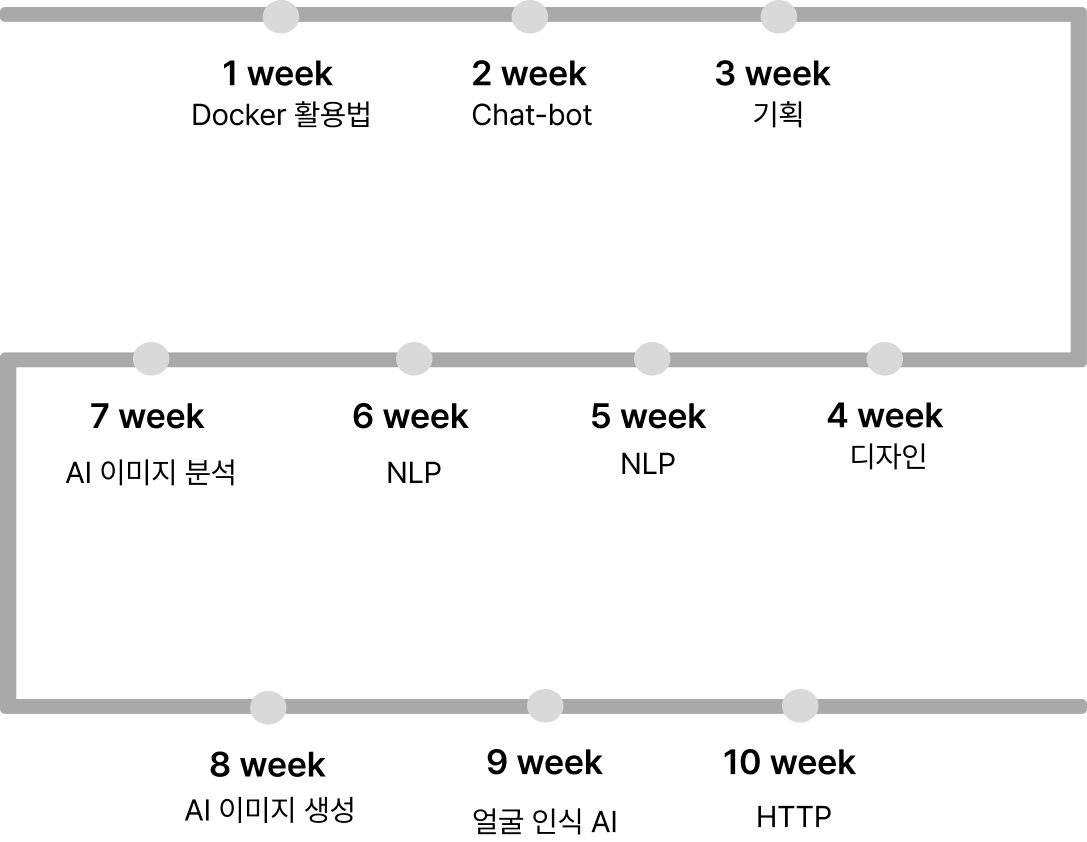 1 week
Docker 활용법
2 week
Chat-bot
3 week
기획
4 week
디자인
5 week
NLP
6 week
NLP
7 week
AI 이미지 분석
8 week
AI 이미지 생성
9 week
얼굴 인식 AI
10 week
HTTP